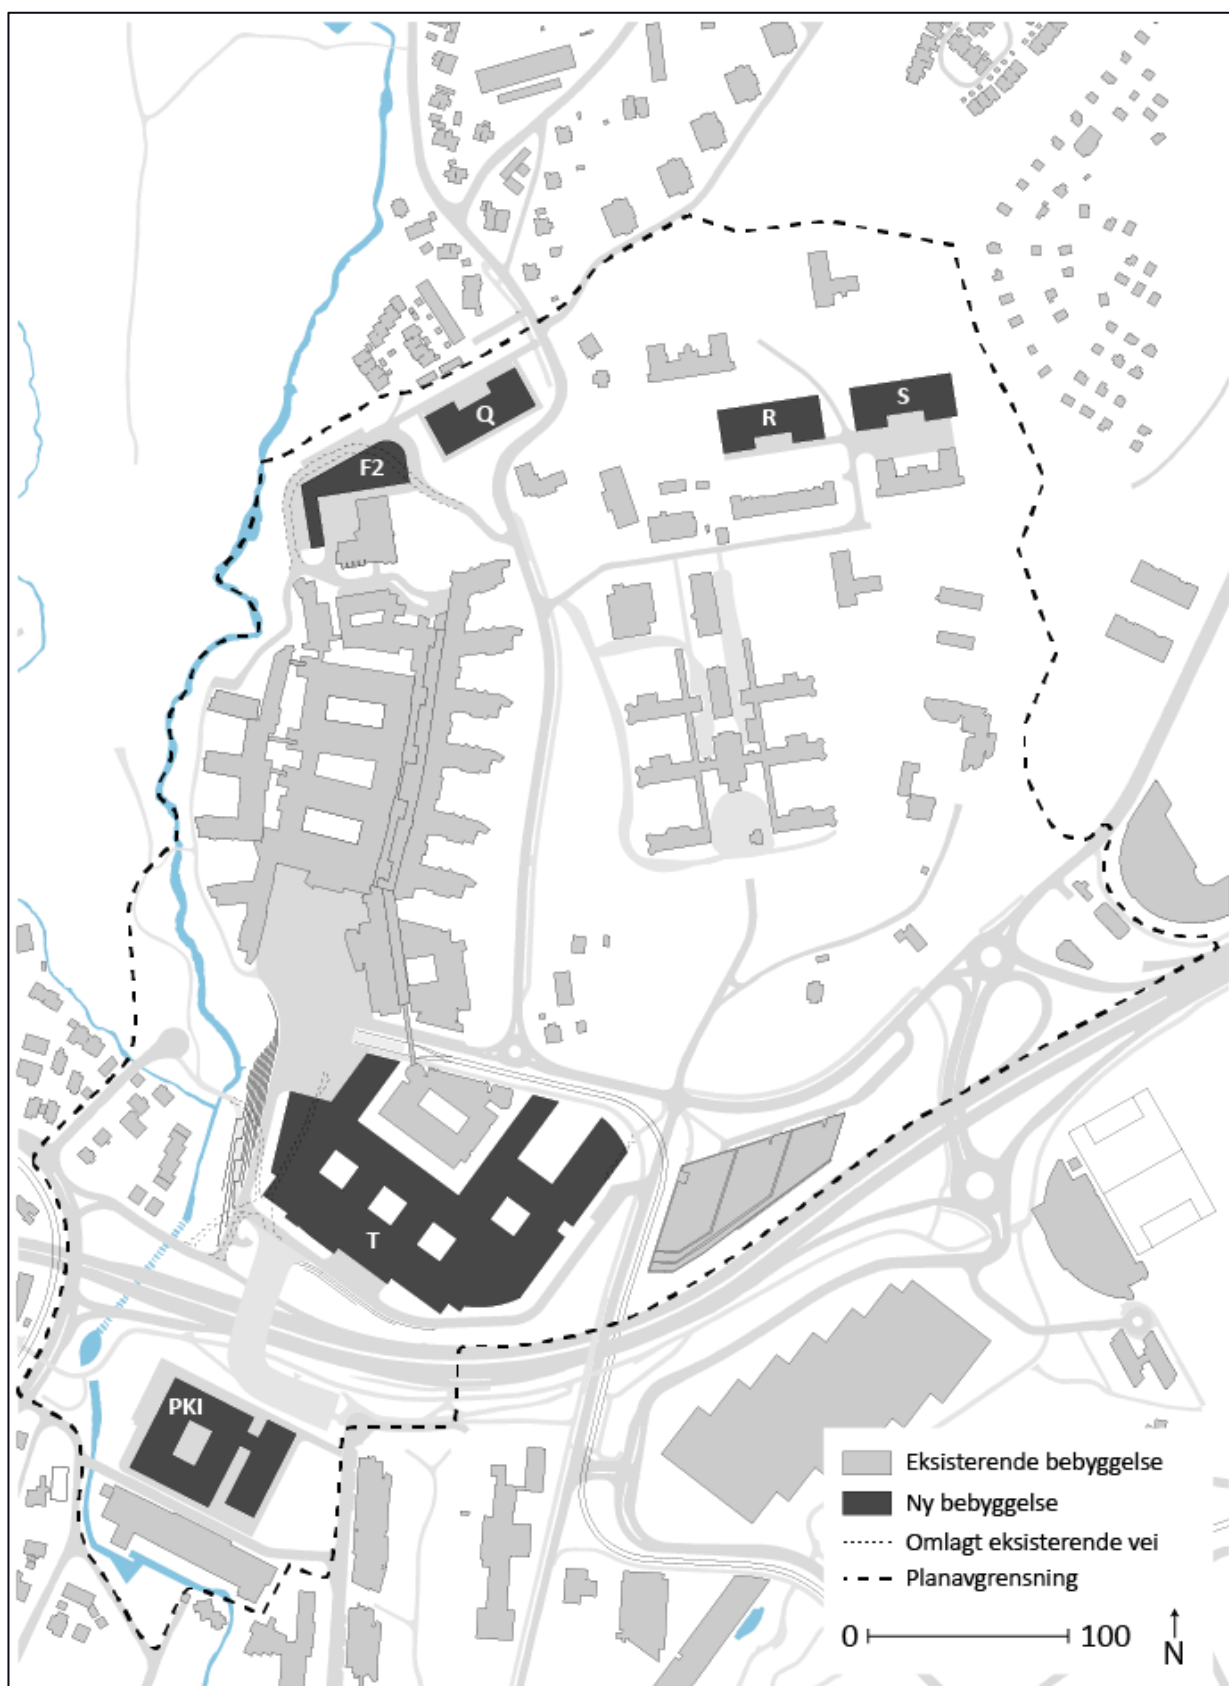 S
R
Q
F2
T
PKI
Eksisterende bebyggelse
Ny bebyggelse
Omlagt eksisterende vei
Planavgrensning
0 100 N